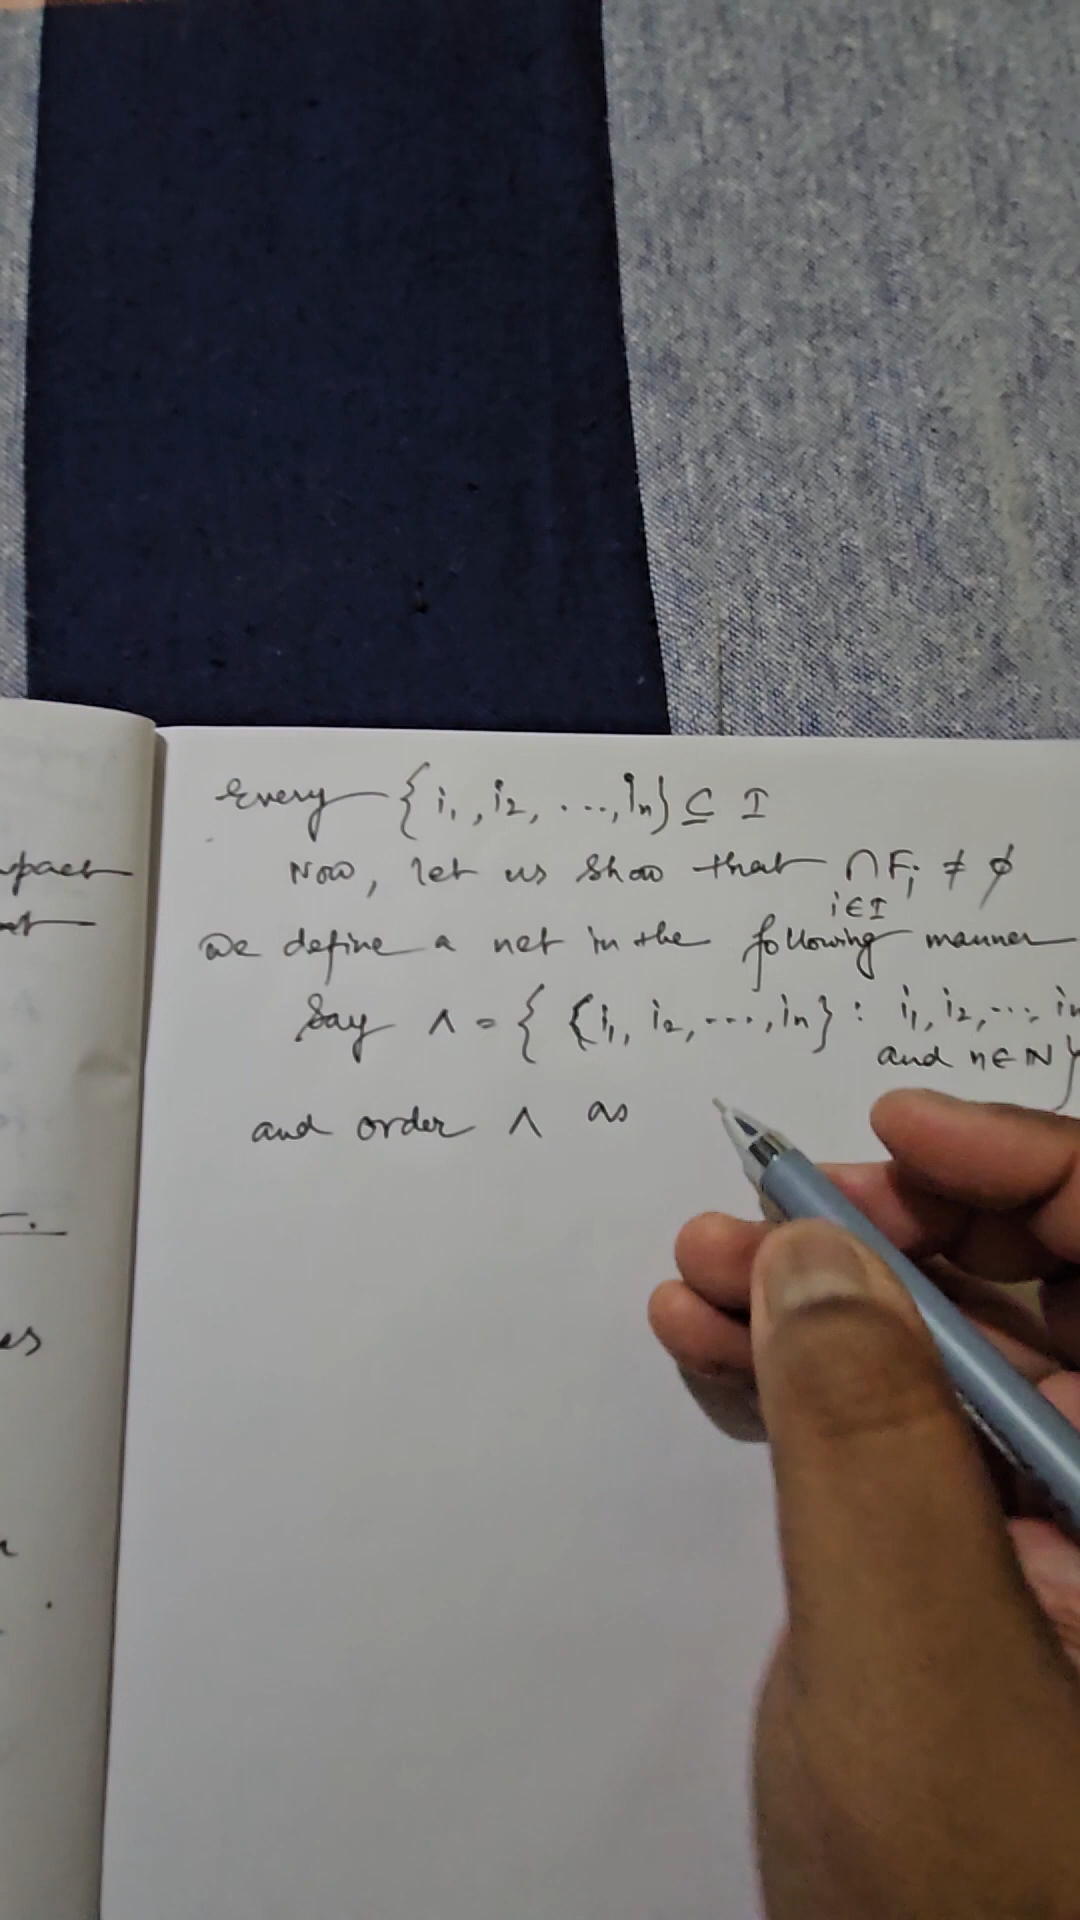 Every {i₁, i₂, ..., iₙ} ⊆ I
Now, let us show that ∩ Fᵢ ≠ ϕ
i∈I
we define a net in the following manner
Say Λ = { {i₁, i₂, ..., iₙ} : i₁, i₂, ..., iₙ
and n∈ℕ }
and order Λ as